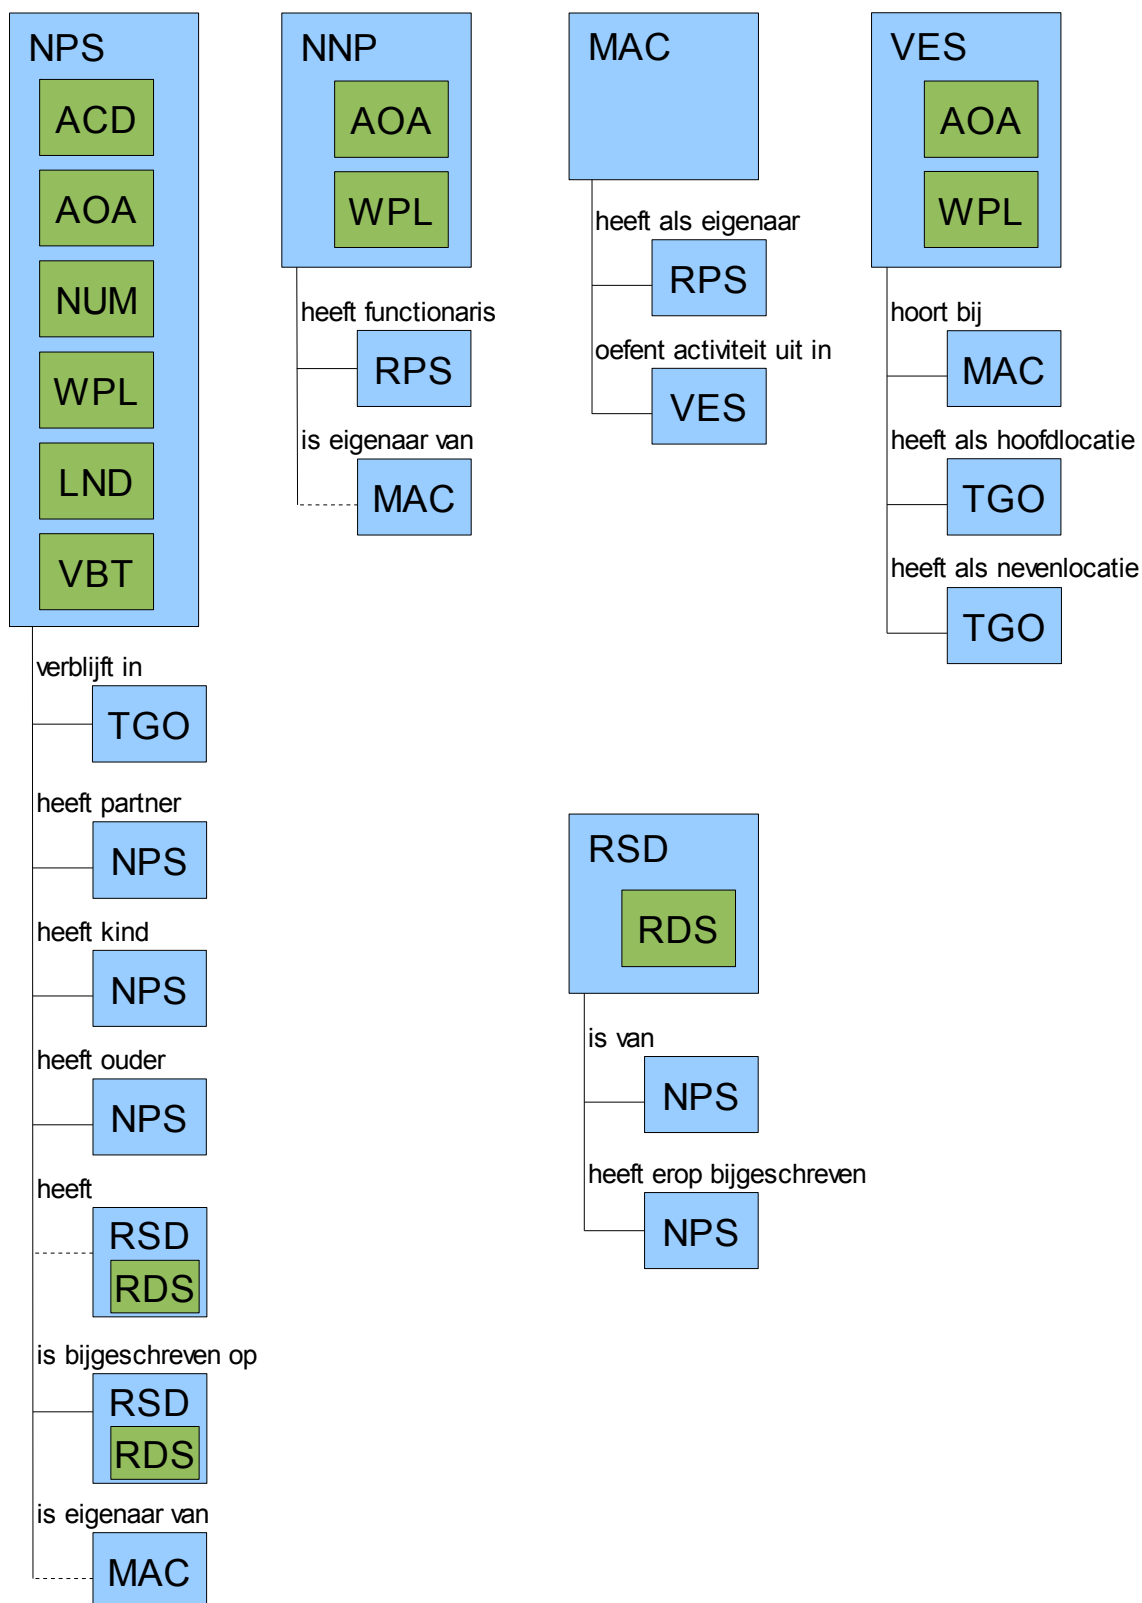 NPS
ACD
AOA
NUM
WPL
LND
VBT
verblijft in
TGO
heeft partner
NPS
heeft kind
NPS
heeft ouder
NPS
heeft
RSD
RDS
is bijgeschreven op
RSD
RDS
is eigenaar van
MAC
NNP
AOA
WPL
heeft functionaris
RPS
is eigenaar van
MAC
MAC
heeft als eigenaar
RPS
oefent activiteit uit in
VES
VES
AOA
WPL
hoort bij
MAC
heeft als hoofdlocatie
TGO
heeft als nevenlocatie
TGO
RSD
RDS
is van
NPS
heeft erop bijgeschreven
NPS